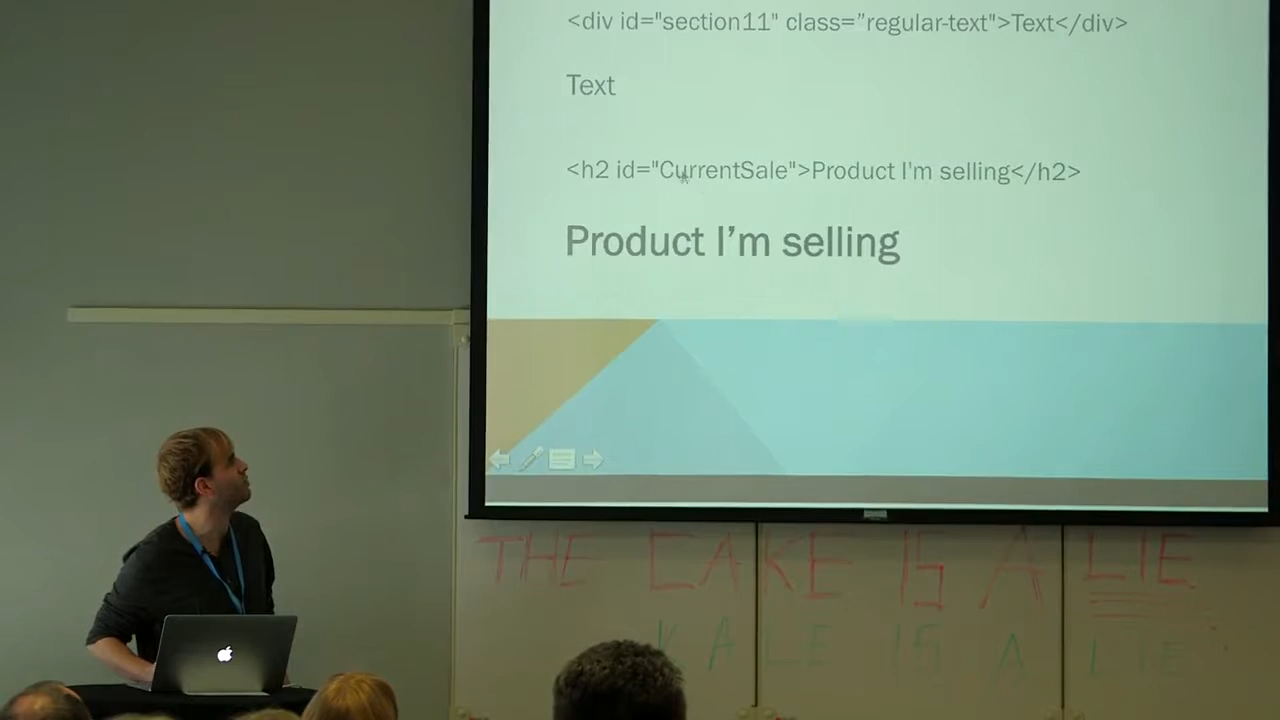 <div id="section11" class=”regular-text">Text</div>
Text
<h2 id="CurrentSale">Product I'm selling</h2>
Product I’m selling
THE CAKE IS A LIE
KALE IS A LIE